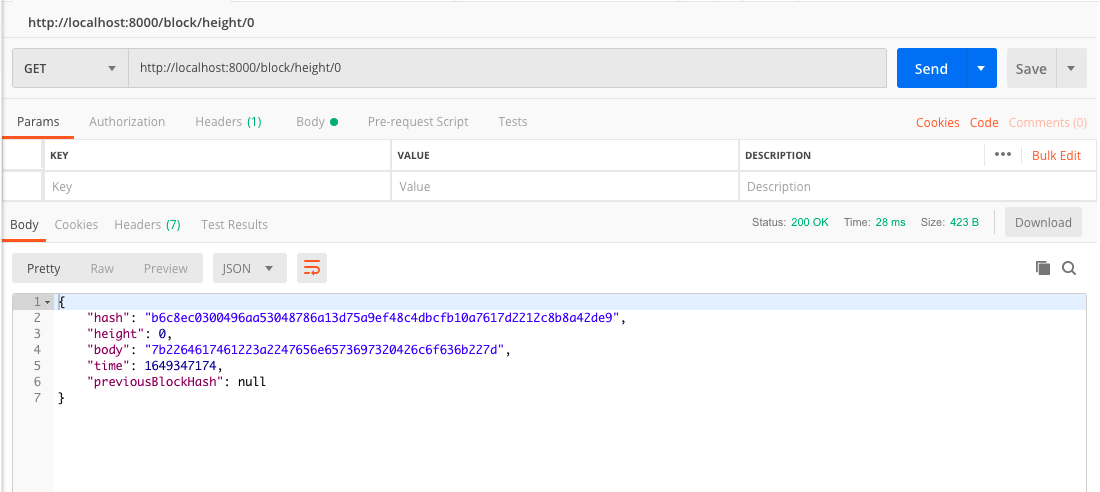 http://localhost:8000/block/height/0
GET http://localhost:8000/block/height/0 Send Save
Params Authorization Headers (1) Body Pre-request Script Tests Cookies Code Comments (0)
KEY VALUE DESCRIPTION ••• Bulk Edit
Key Value Description
Body Cookies Headers (7) Test Results Status: 200 OK Time: 28 ms Size: 423 B Download
Pretty Raw Preview JSON
1 {
2 "hash": "b6c8ec0300496aa53048786a13d75a9ef48c4dbcfb10a7617d2212c8b8a42de9",
3 "height": 0,
4 "body": "7b2264617461223a2247656e6573697320426c6f636b227d",
5 "time": 1649347174,
6 "previousBlockHash": null
7 }